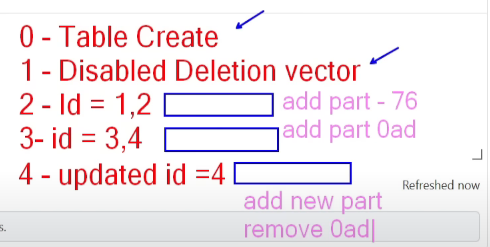 0 - Table Create
1 - Disabled Deletion vector
2 - Id = 1,2 add part - 76
3- id = 3,4 add part 0ad
4 - updated id =4
Refreshed now
add new part
s. remove 0ad|